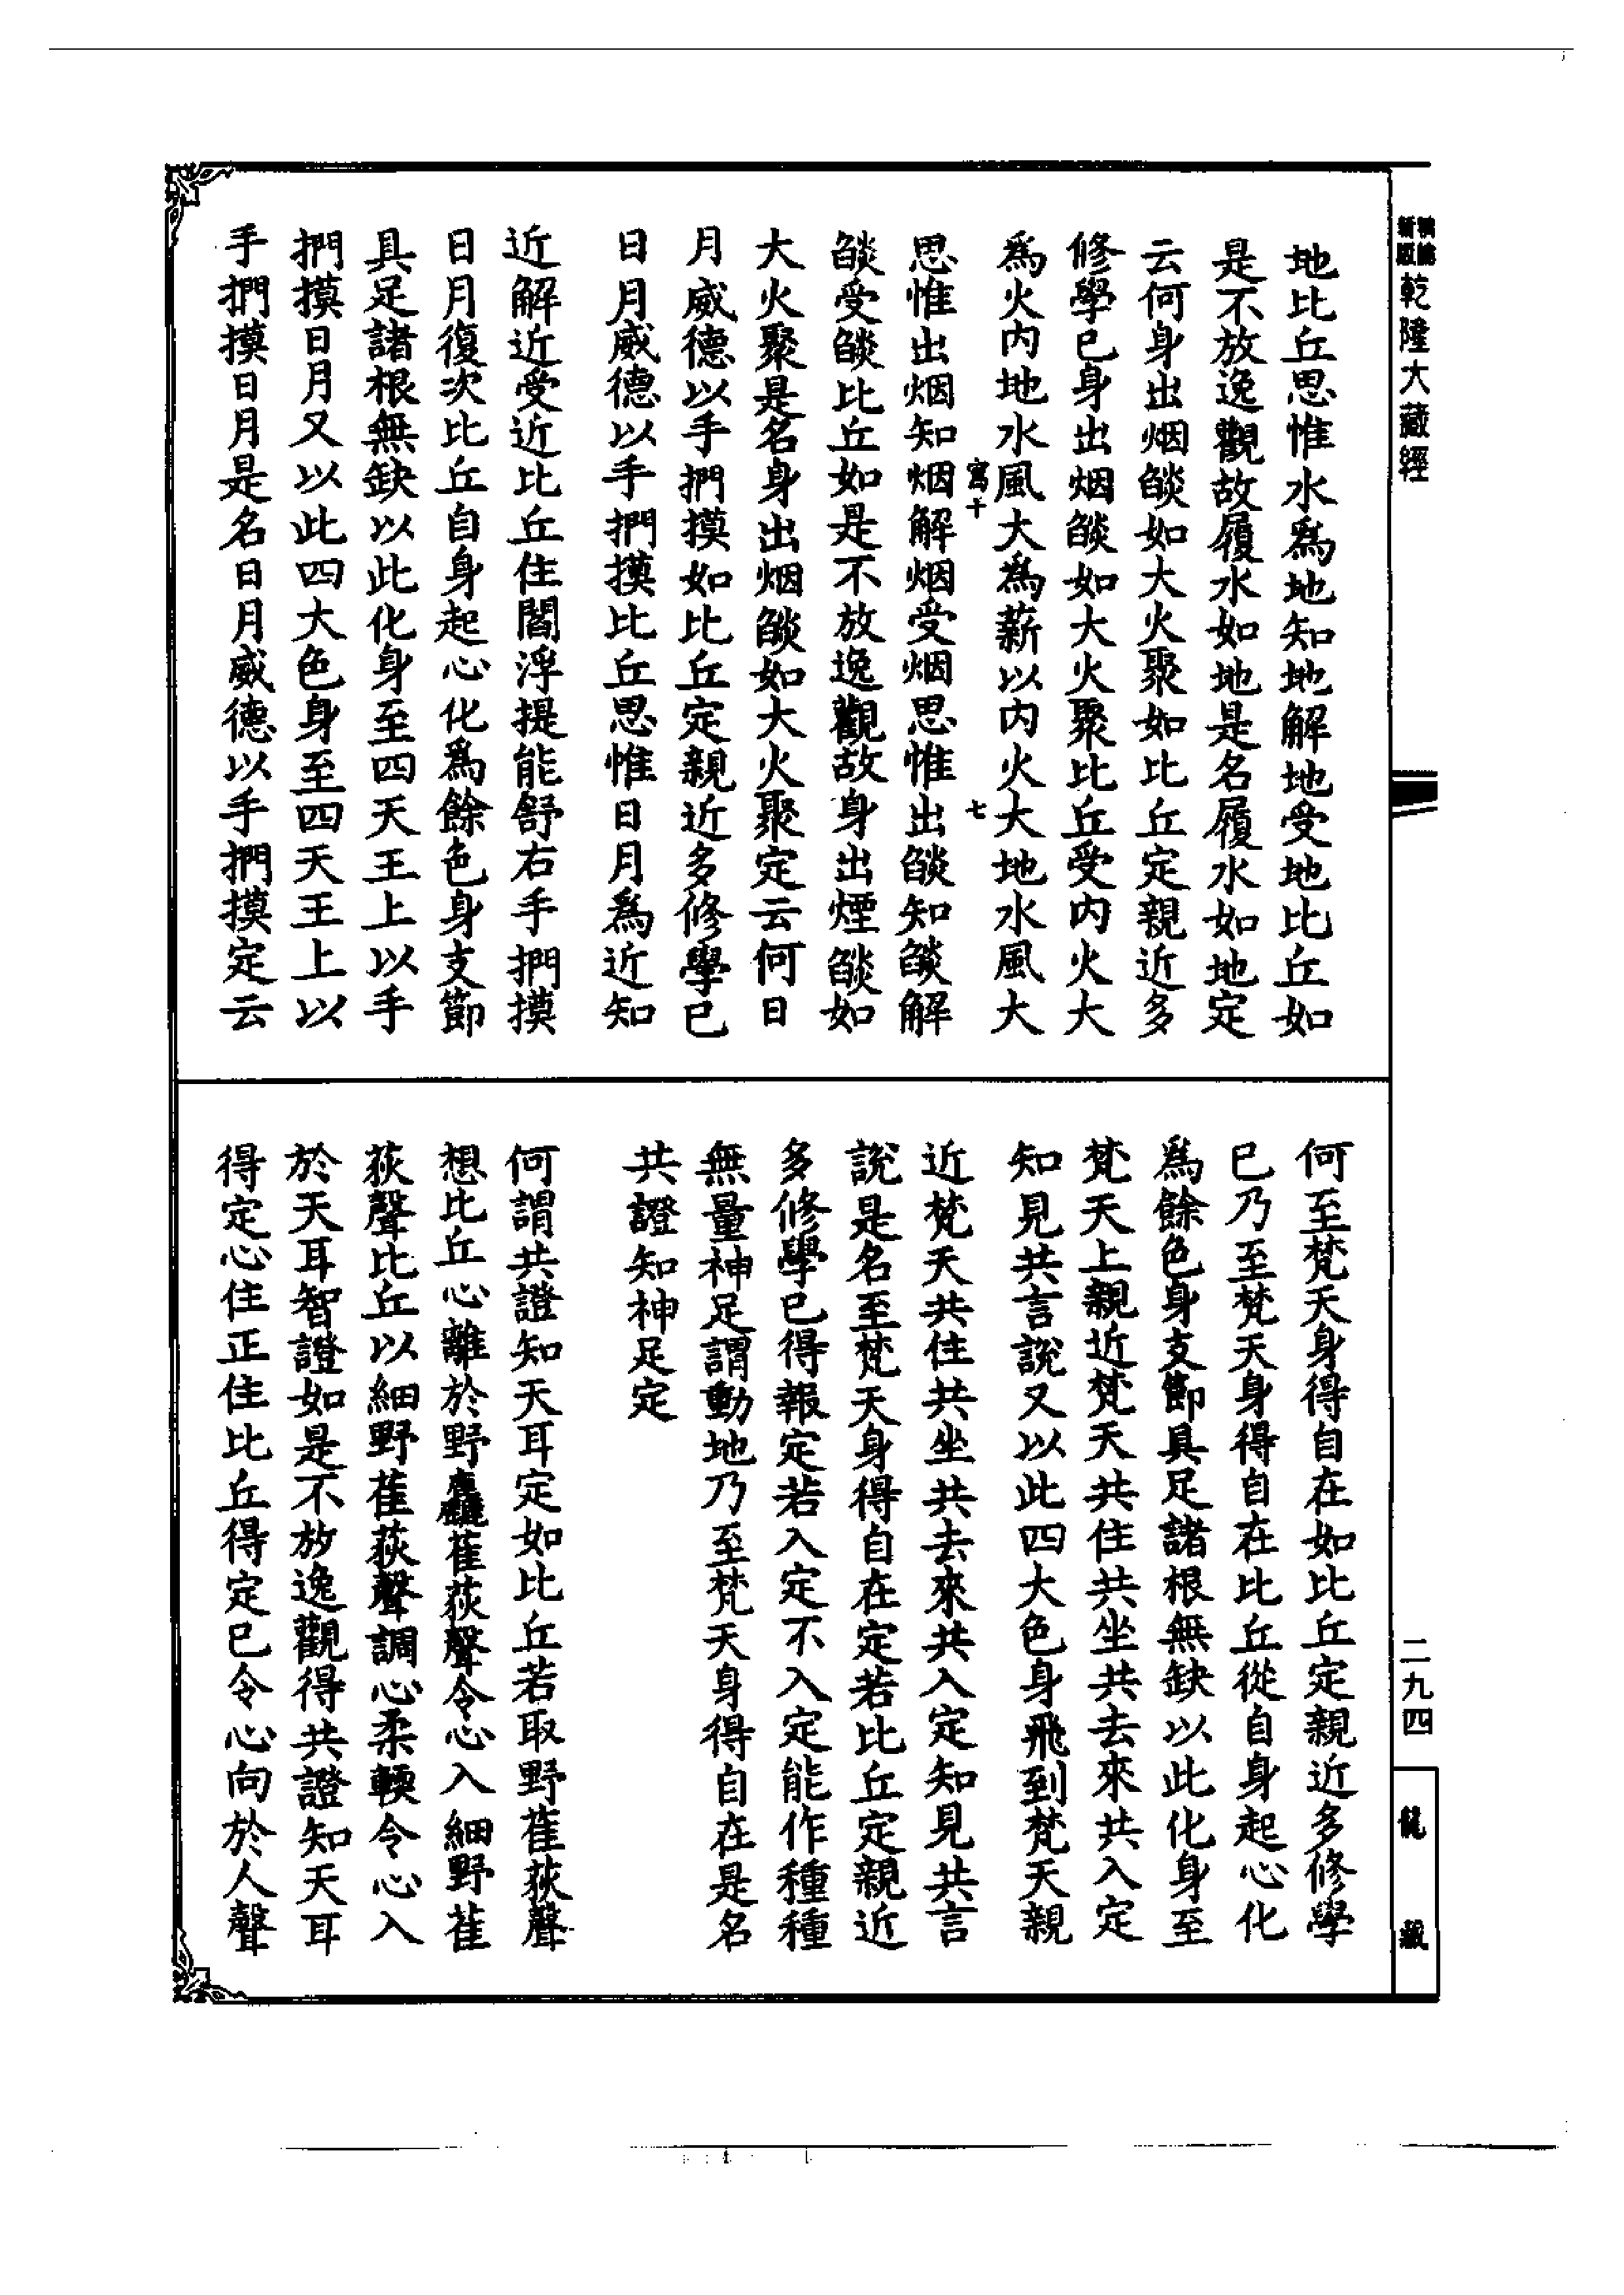 乾隆大藏經
地比丘思惟水為地知地解地受地比丘如
是不放逸觀故履水如地是名履水如地定
云何身出烟燄如大火聚如比丘定親近多
修學已身出烟燄如大火聚比丘受内火大
為火内地水風大為薪以内火大地水風大
寫十
七
思惟出烟知烟解烟受烟思惟出燄知燄解
燄受燄比丘如是不放逸觀故身出煙燄如
大火聚是名身出烟燄如大火聚定云何日
月威德以手捫摸如比丘定親近多修學已
日月威德以手捫摸比丘思惟日月為近知
近解近受近比丘住閻浮提能舒右手捫摸
日月復次比丘自身起心化為餘色身支節
具足諸根無缺以此化身至四天王上以手
捫摸日月又以此四大色身至四天王上以
手捫摸日月是名日月威德以手捫摸定云
何至梵天身得自在如比丘定親近多修學
已乃至梵天身得自在比丘從自身起心化
為餘色身支節具足諸根無缺以此化身至
梵天上親近梵天共住共坐共去來共入定
知見共言說又以此四大色身飛到梵天親
近梵天共住共坐共去來共入定知見共言
說是名至梵天身得自在定若比丘定親近
多修學已得報定若入定不入定能作種種
無量神足謂動地乃至梵天身得自在是名
共證知神足定
何謂共證知天耳定如比丘若取野萑荻聲
想比丘心離於野麤萑荻聲令心入細野萑
荻聲比丘以細野萑荻聲調心柔輭令心入
於天耳智證如是不放逸觀得共證知天耳
得定心住正住比丘得定已令心向於人聲
二九四
龍藏